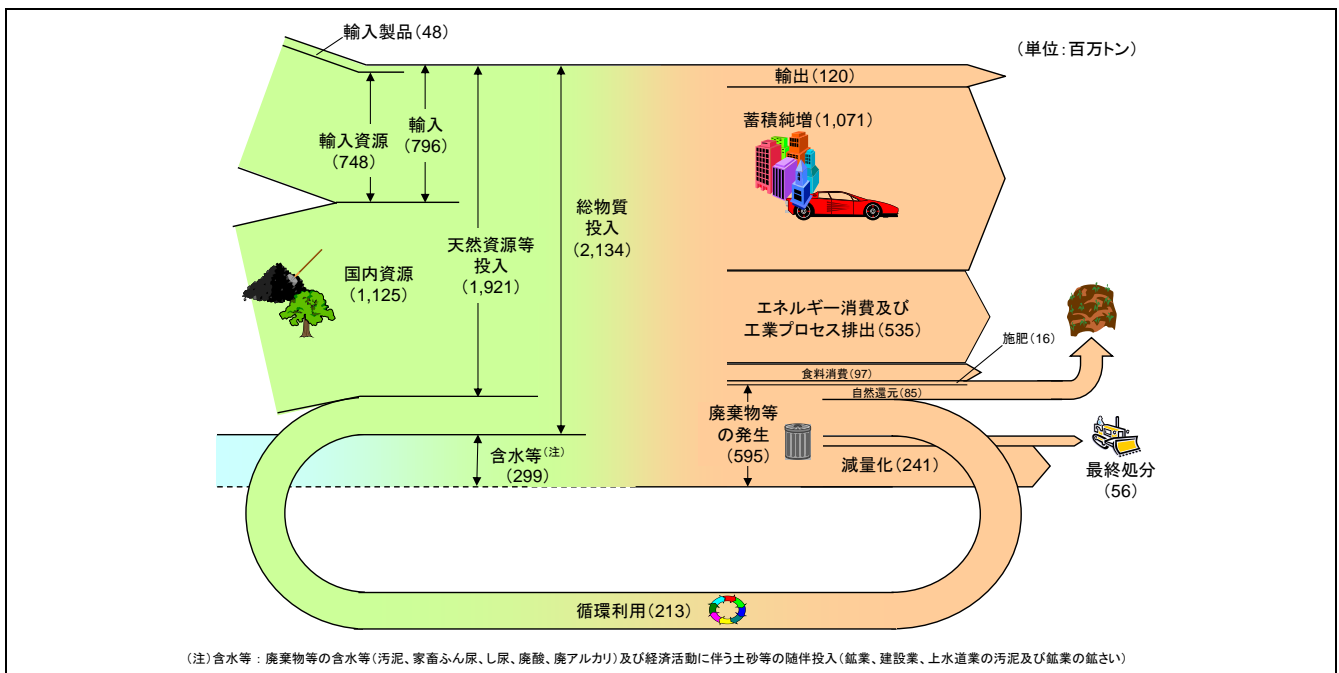 輸入製品(48)
(単位:百万トン)
輸出(120)
蓄積純増(1,071)
輸入
(796)
輸入資源
(748)
総物質
投入
(2,134)
天然資源等
投入
(1,921)
国内資源
(1,125)
エネルギー消費及び
工業プロセス排出(535)
施肥(16)
食料消費(97)
自然還元(85)
廃棄物等
の発生
(595)
含水等(注)
(299)
減量化(241)
最終処分
(56)
循環利用(213)
(注)含水等:廃棄物等の含水等(汚泥、家畜ふん尿、し尿、廃酸、廃アルカリ)及び経済活動に伴う土砂等の随伴投入(鉱業、建設業、上水道業の汚泥及び鉱業の鉱さい)